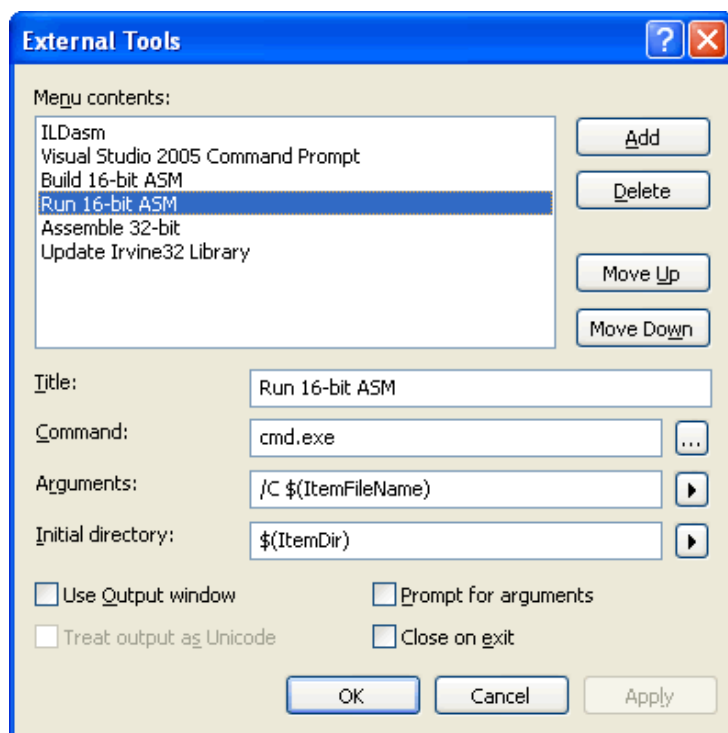 External Tools
Menu contents:
ILDasm
Visual Studio 2005 Command Prompt
Build 16-bit ASM
Run 16-bit ASM
Assemble 32-bit
Update Irvine32 Library
Add
Delete
Move Up
Move Down
Title: Run 16-bit ASM
Command: cmd.exe ...
Arguments: /C $(ItemFileName)
Initial directory: $(ItemDir)
Use Output window Prompt for arguments
Treat output as Unicode Close on exit
OK Cancel Apply